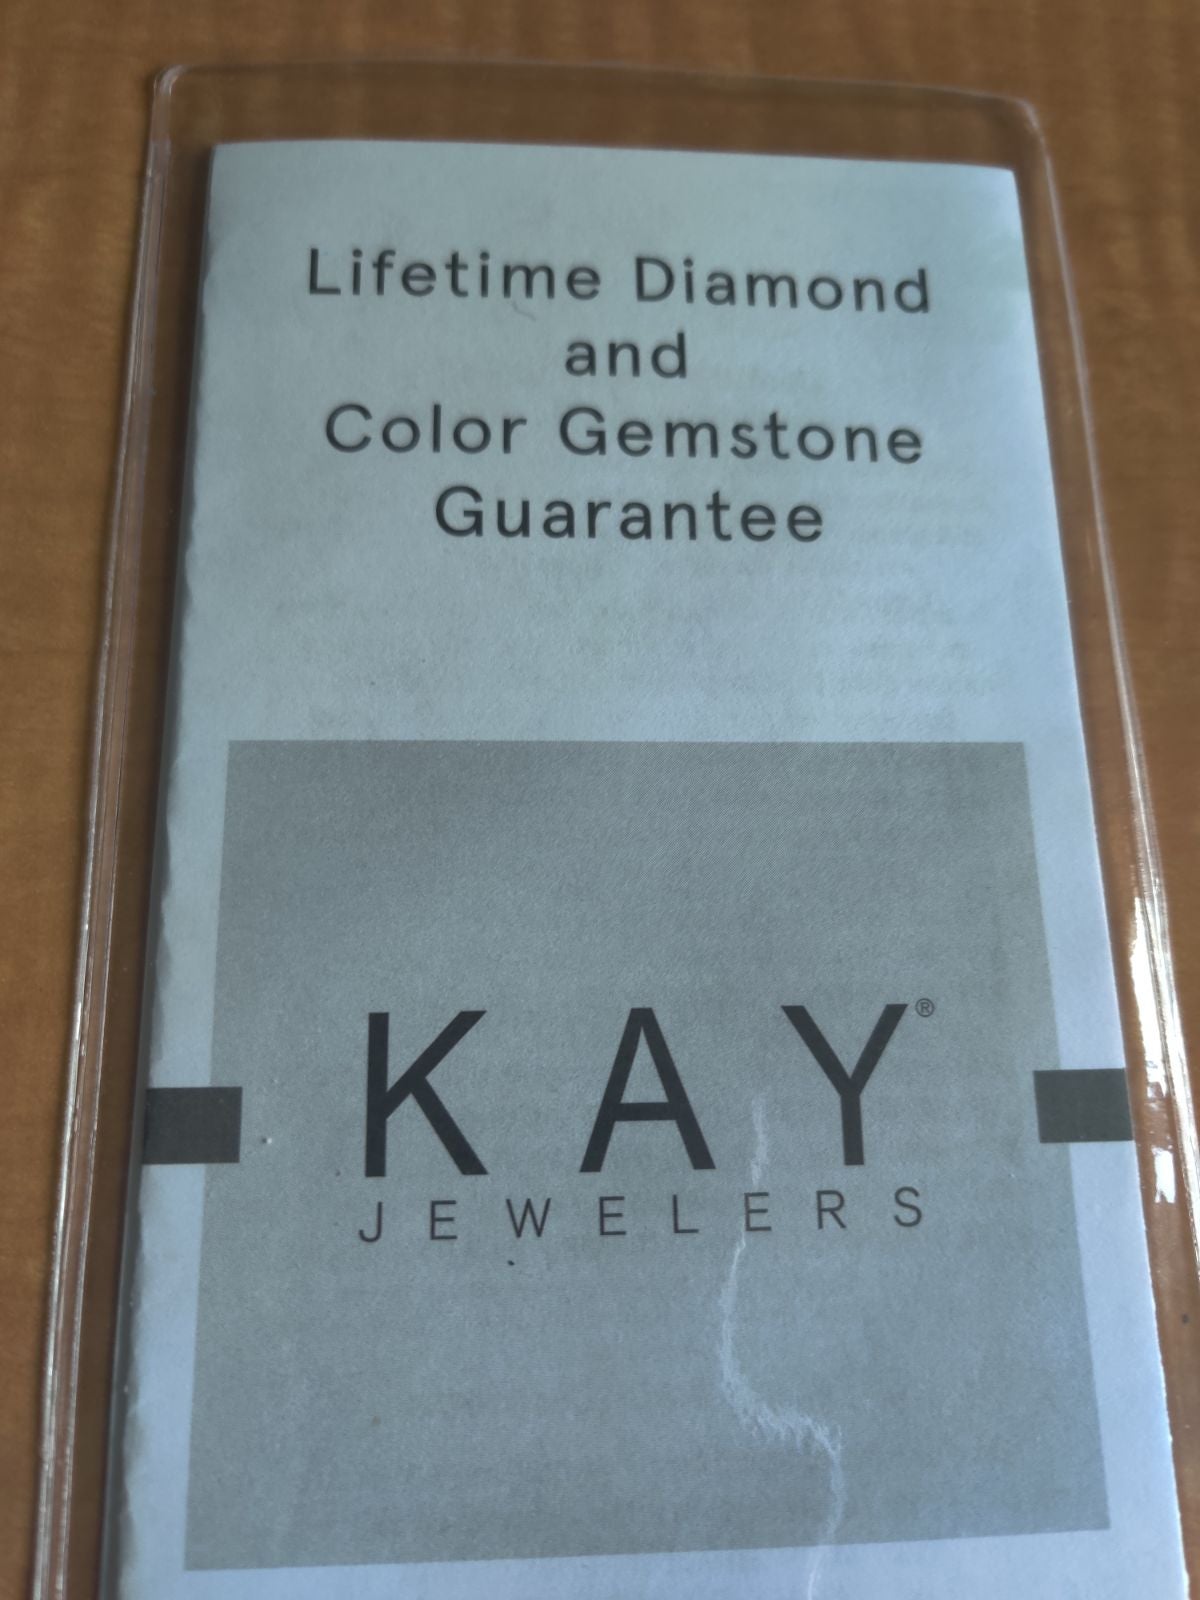 Lifetime Diamond
and
Color Gemstone
Guarantee
KAY®
JEWELERS